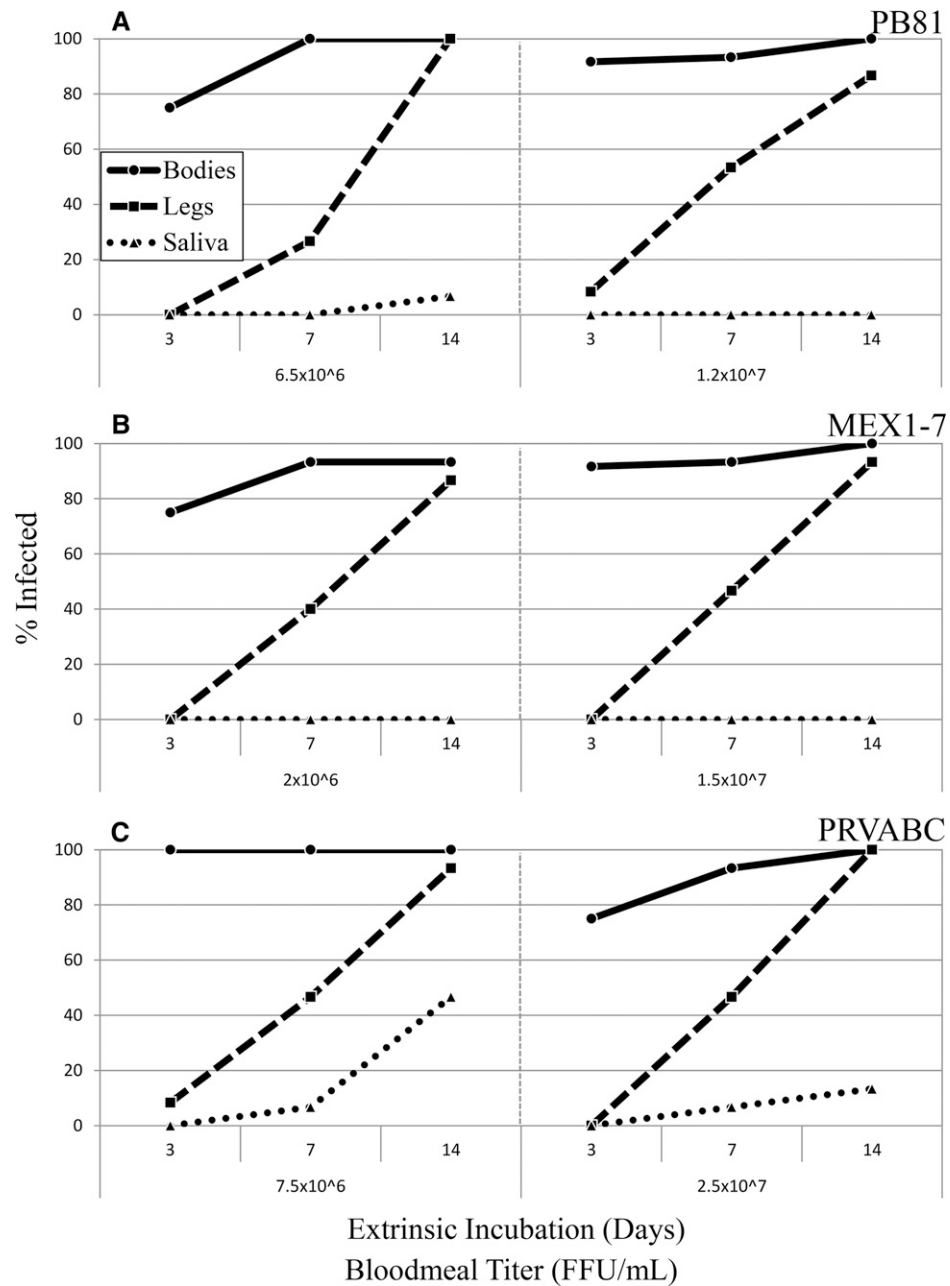 A PB81
100
80
60
40
20
0
Bodies
Legs
Saliva
3 7 14 3 7 14
6.5x10^6 1.2x10^7
B MEX1-7
100
80
60
40
20
0
3 7 14 3 7 14
2x10^6 1.5x10^7
% Infected
C PRVABC
100
80
60
40
20
0
3 7 14 3 7 14
7.5x10^6 2.5x10^7
Extrinsic Incubation (Days)
Bloodmeal Titer (FFU/mL)